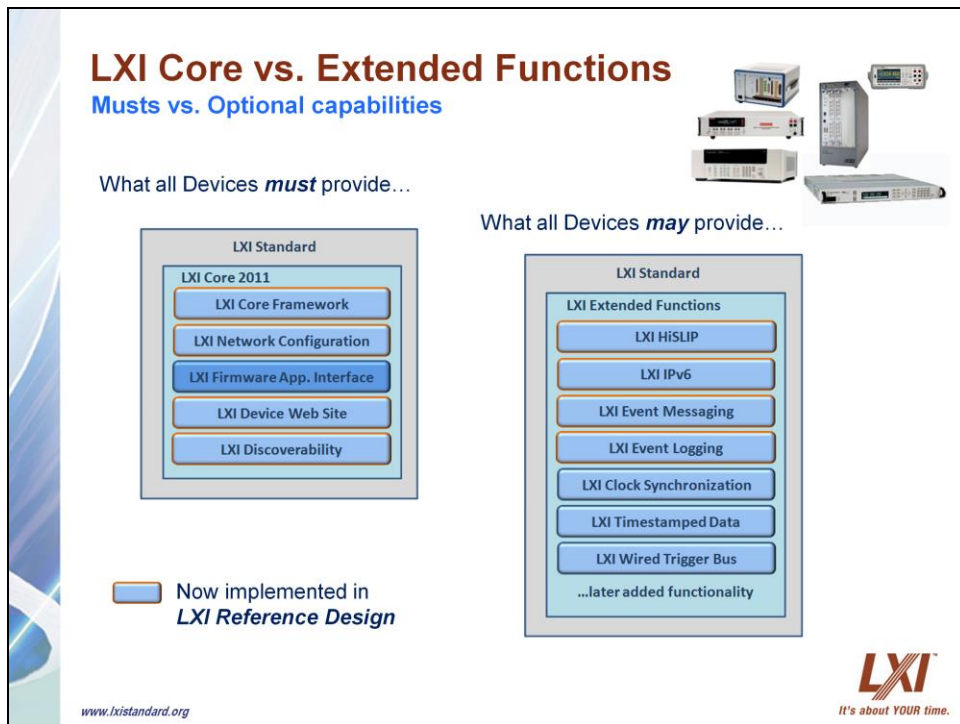 LXI Core vs. Extended Functions
Musts vs. Optional capabilities
What all Devices must provide…
LXI Standard
LXI Core 2011
LXI Core Framework
LXI Network Configuration
LXI Firmware App. Interface
LXI Device Web Site
LXI Discoverability
What all Devices may provide…
LXI Standard
LXI Extended Functions
LXI HiSLIP
LXI IPv6
LXI Event Messaging
LXI Event Logging
LXI Clock Synchronization
LXI Timestamped Data
LXI Wired Trigger Bus
...later added functionality
Now implemented in
LXI Reference Design
www.lxistandard.org
LXI™
It's about YOUR time.